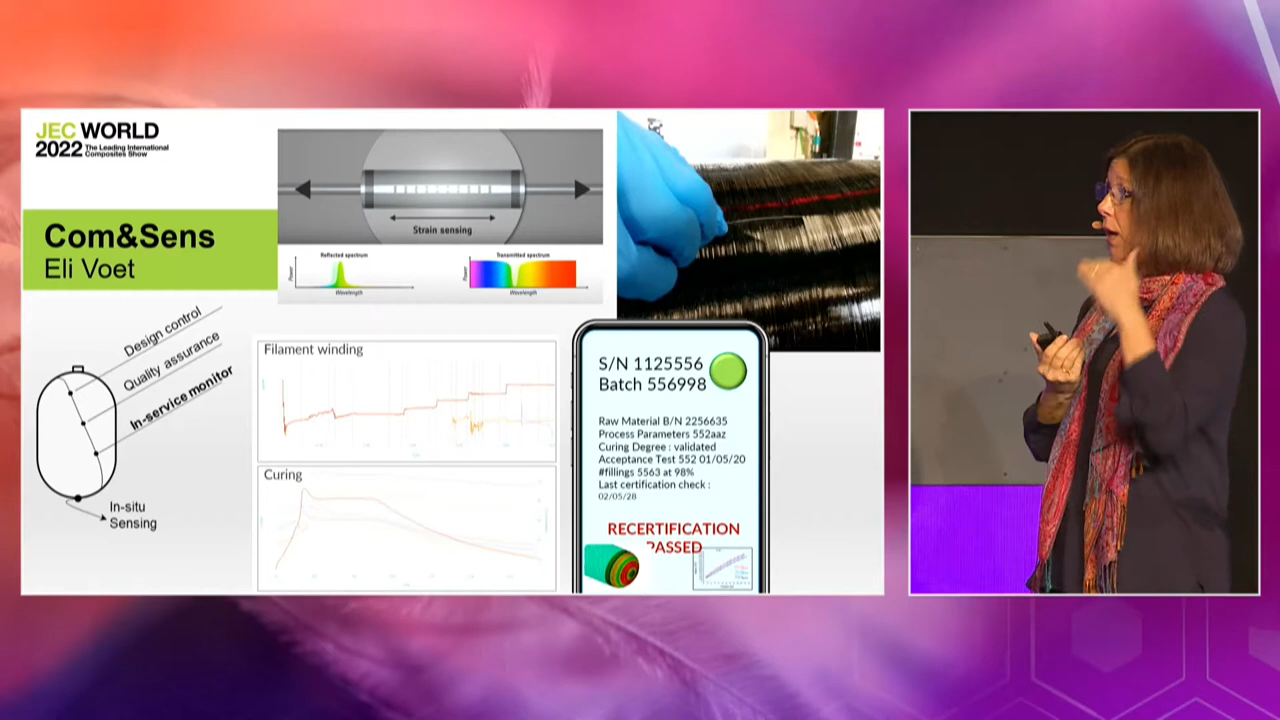 JEC WORLD
2022 The Leading International
Composites Show
Com&Sens
Eli Voet
Strain sensing
Reflected spectrum
Power
Wavelength
Transmitted spectrum
Power
Wavelength
Design control
Quality assurance
In-service monitor
In-situ
Sensing
Filament winding
Curing
S/N 1125556
Batch 556998
Raw Material B/N 2256635
Process Parameters 552aaz
Curing Degree : validated
Acceptance Test 552 01/05/20
#fillings 5563 at 98%
Last certification check :
02/05/28
RECERTIFICATION
PASSED